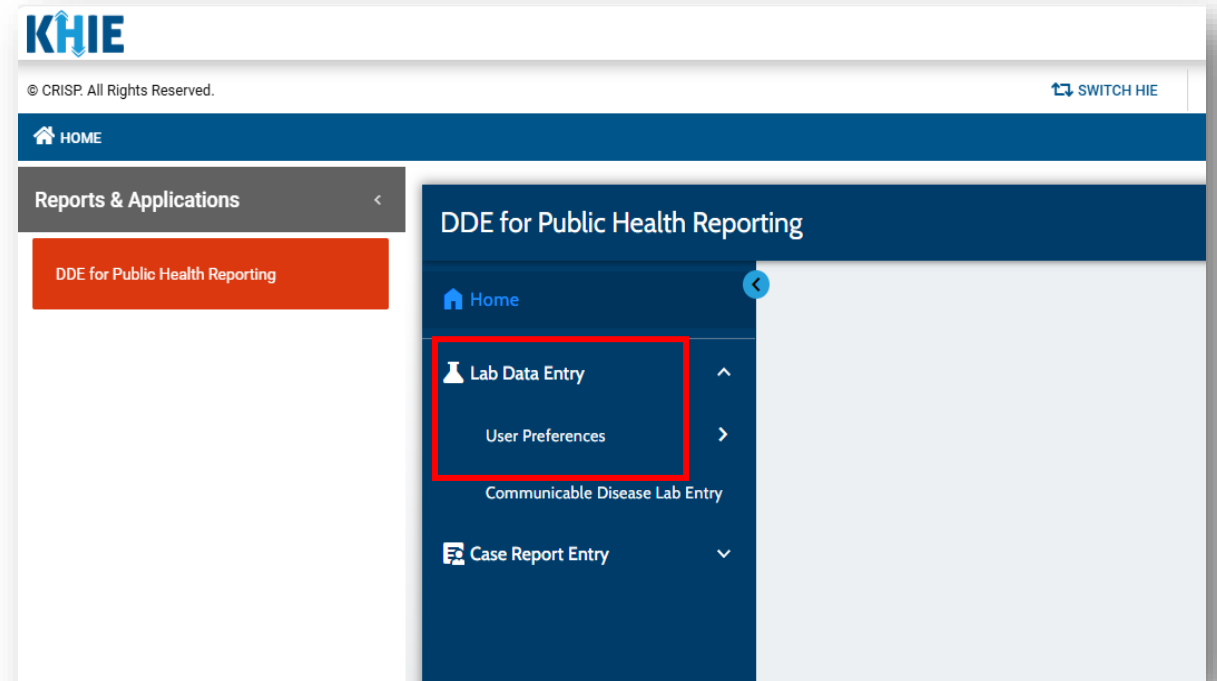 KHIE
© CRISP. All Rights Reserved.
SWITCH HIE
HOME
Reports & Applications
DDE for Public Health Reporting
DDE for Public Health Reporting
Home
Lab Data Entry
User Preferences
Communicable Disease Lab Entry
Case Report Entry